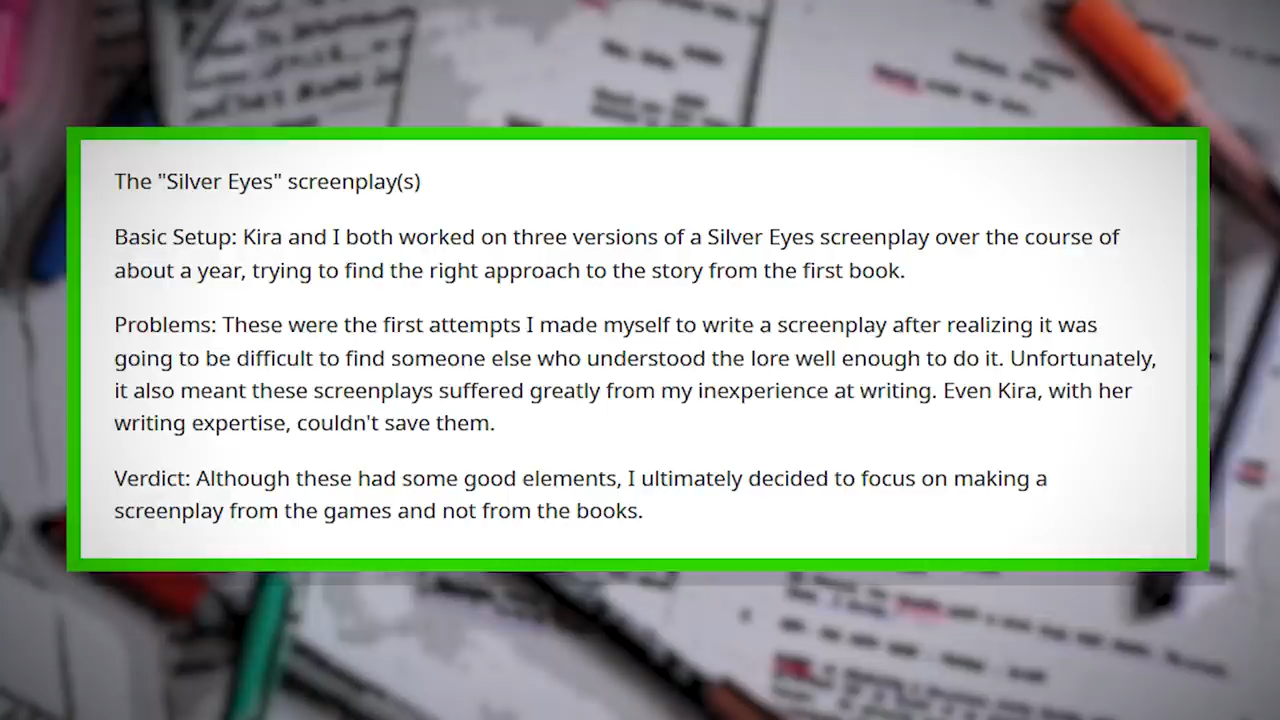 The "Silver Eyes" screenplay(s)
Basic Setup: Kira and I both worked on three versions of a Silver Eyes screenplay over the course of
about a year, trying to find the right approach to the story from the first book.
Problems: These were the first attempts I made myself to write a screenplay after realizing it was
going to be difficult to find someone else who understood the lore well enough to do it. Unfortunately,
it also meant these screenplays suffered greatly from my inexperience at writing. Even Kira, with her
writing expertise, couldn't save them.
Verdict: Although these had some good elements, I ultimately decided to focus on making a
screenplay from the games and not from the books.